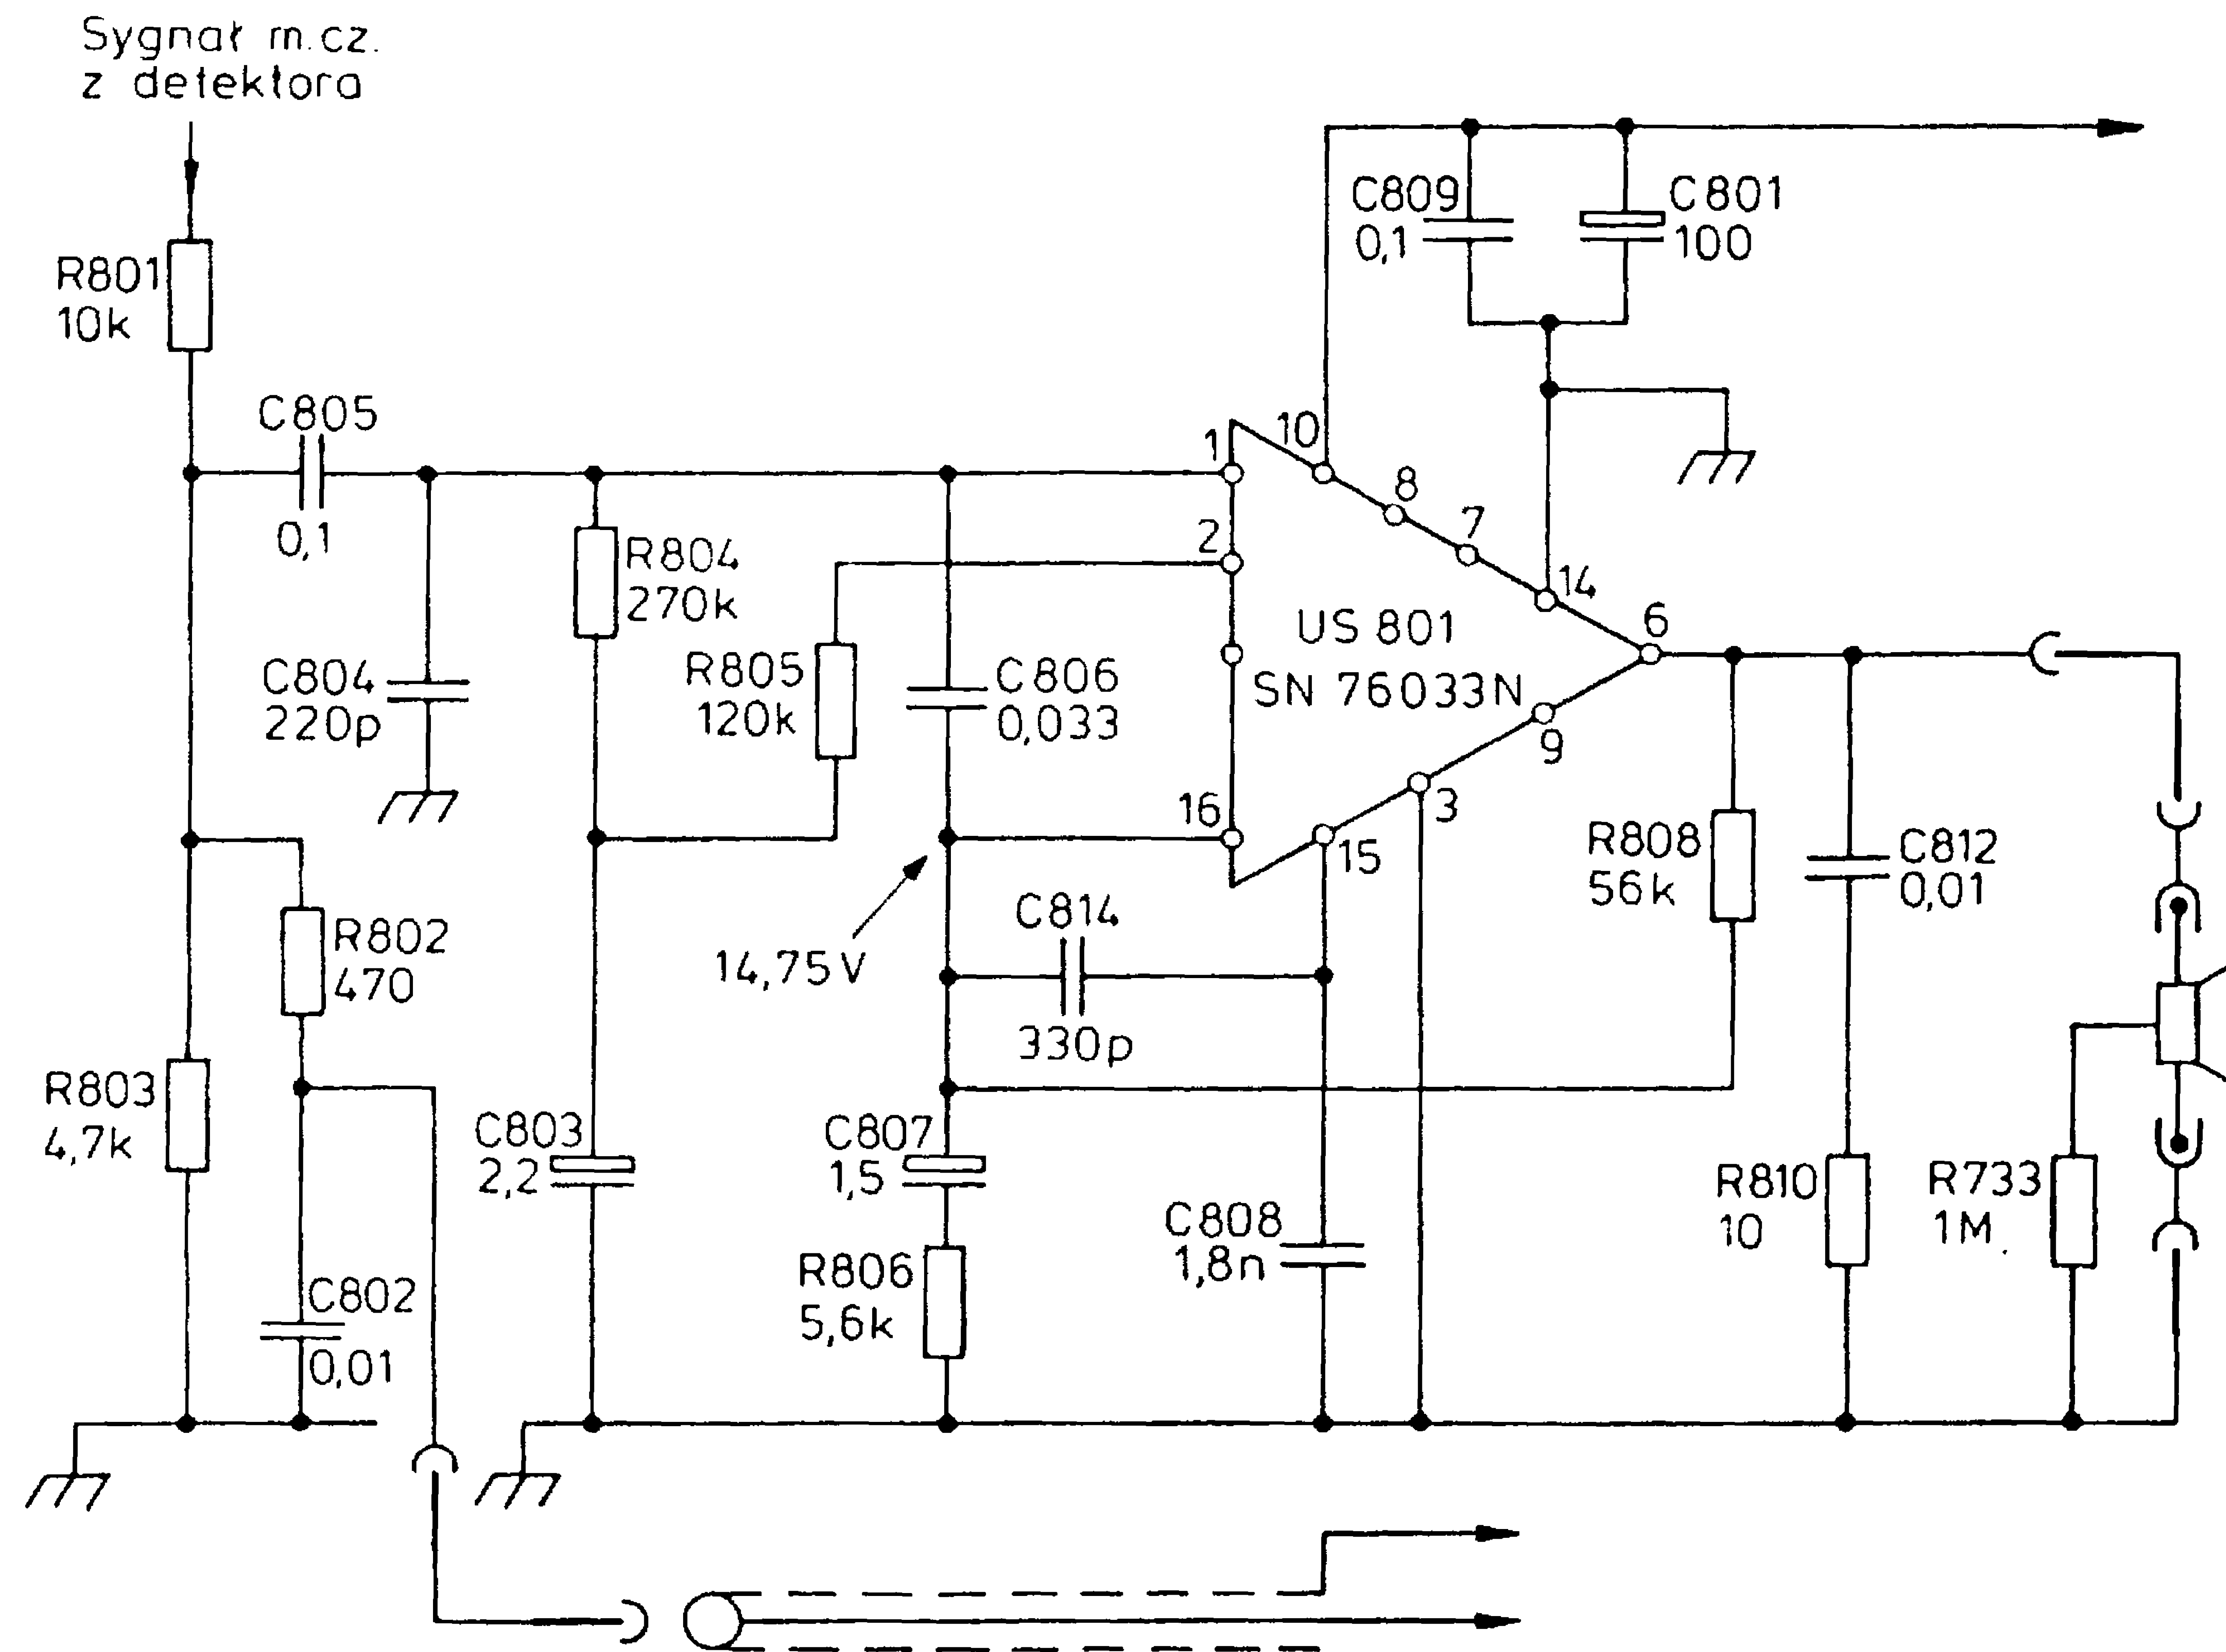 Sygnał m.cz.
z detektora
R801
10k
C805
0,1
C804
220p
R804
270k
R805
120k
C806
0,033
C809
0,1
C801
100
1
2
16
10
8
7
14
6
9
3
15
US 801
SN 76033N
14,75 V
C814
330p
R802
470
R803
4,7k
C802
0,01
C803
2,2
C807
1,5
R806
5,6k
C808
1,8n
R808
56k
C812
0,01
R810
10
R733
1M